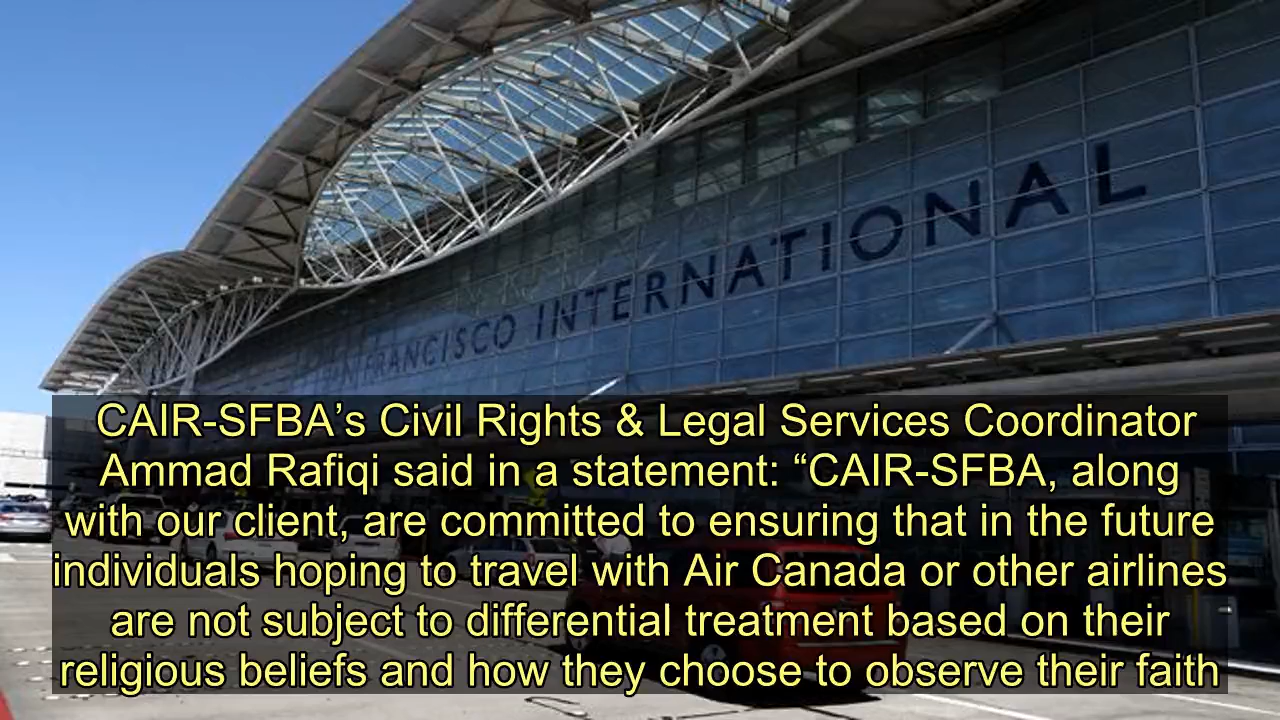 SAN FRANCISCO INTERNATIONAL
CAIR-SFBA’s Civil Rights & Legal Services Coordinator
Ammad Rafiqi said in a statement: “CAIR-SFBA, along
with our client, are committed to ensuring that in the future
individuals hoping to travel with Air Canada or other airlines
are not subject to differential treatment based on their
religious beliefs and how they choose to observe their faith